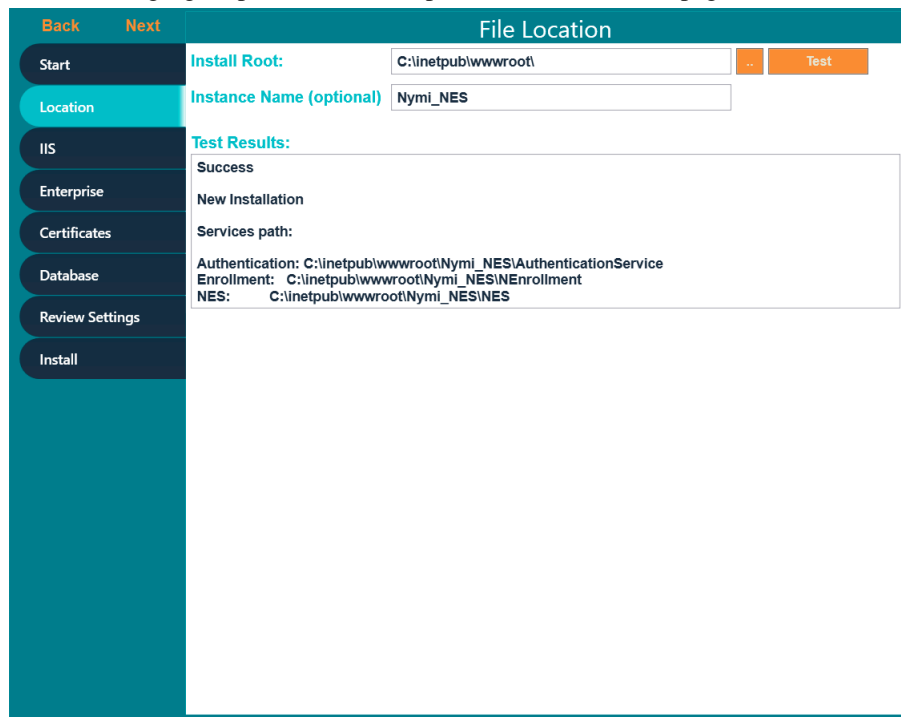 Back Next
File Location
Start
Location
IIS
Enterprise
Certificates
Database
Review Settings
Install
Install Root: C:\inetpub\wwwroot\ .. Test
Instance Name (optional) Nymi_NES
Test Results:
Success
New Installation
Services path:
Authentication: C:\inetpub\wwwroot\Nymi_NES\AuthenticationService
Enrollment: C:\inetpub\wwwroot\Nymi_NES\NEnrollment
NES: C:\inetpub\wwwroot\Nymi_NES\NES